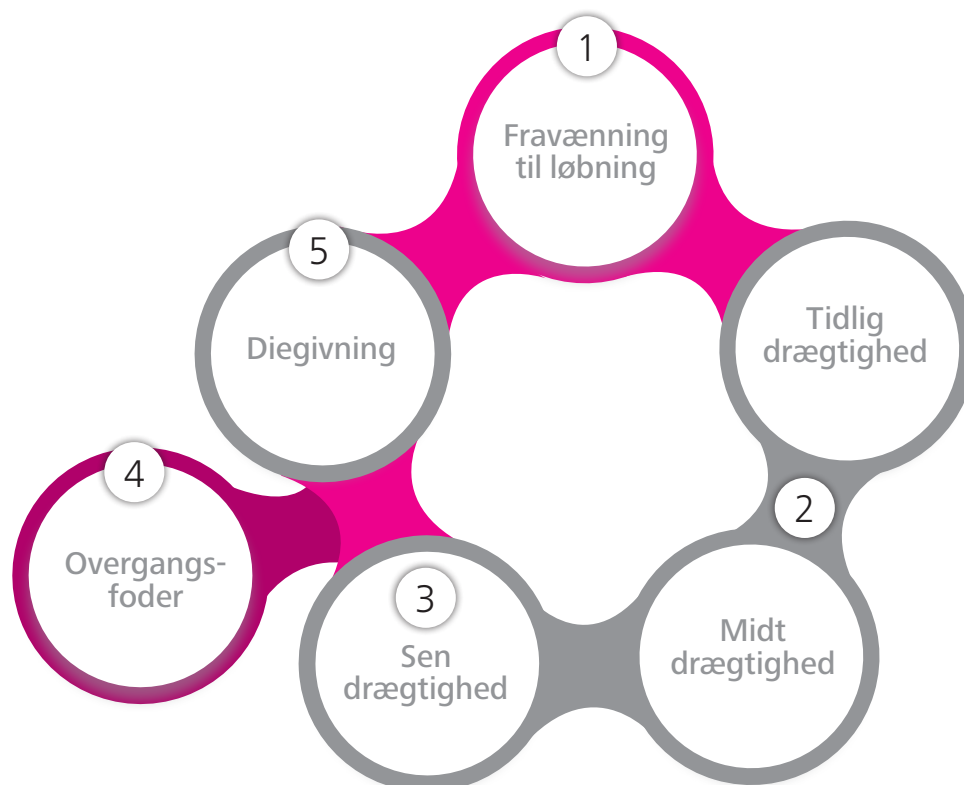 1
Fravænning
til løbning
Tidlig
drægtighed
2
Midt
drægtighed
3
Sen
drægtighed
4
Overgangs-
foder
5
Diegivning